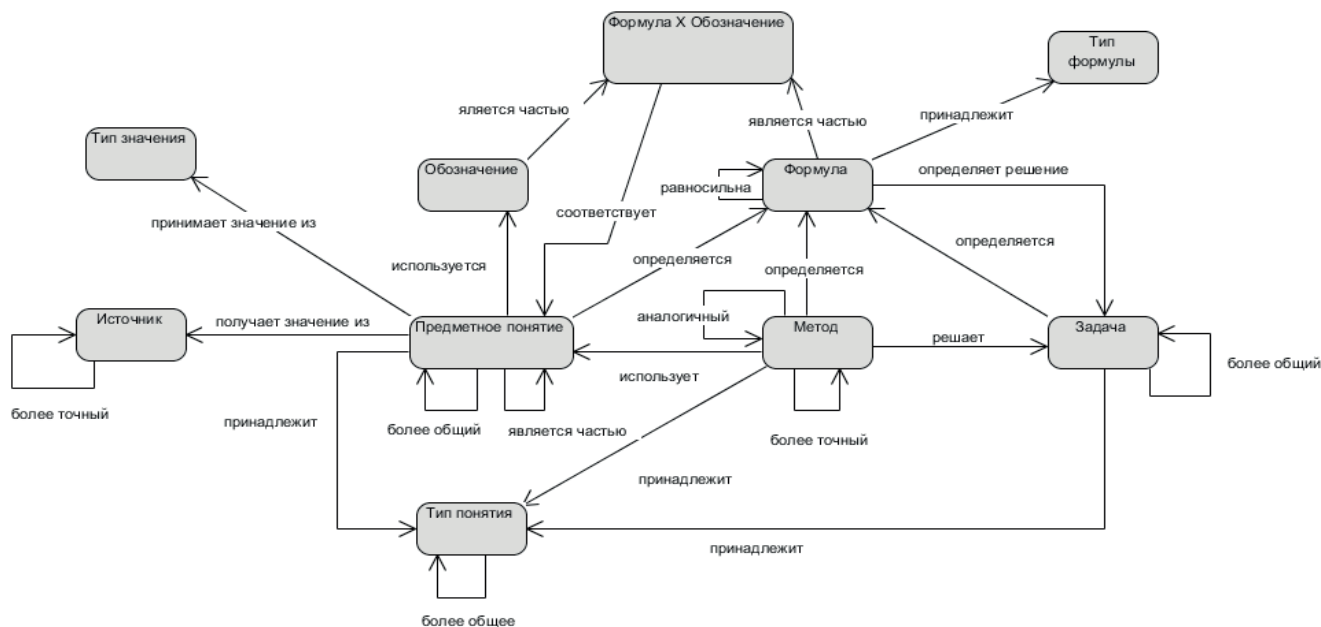 Формула X Обозначение
Тип
формулы
яляется частью
является частью
принадлежит
Тип значения
Обозначение
Формула
определяет решение
равносильна
принимает значение из
соответствует
используется
определяется
определяется
определяется
Источник
получает значение из
Предметное понятие
аналогичный
Метод
решает
Задача
более точный
использует
более общий
принадлежит
более общий
является частью
более точный
принадлежит
Тип понятия
принадлежит
более общее